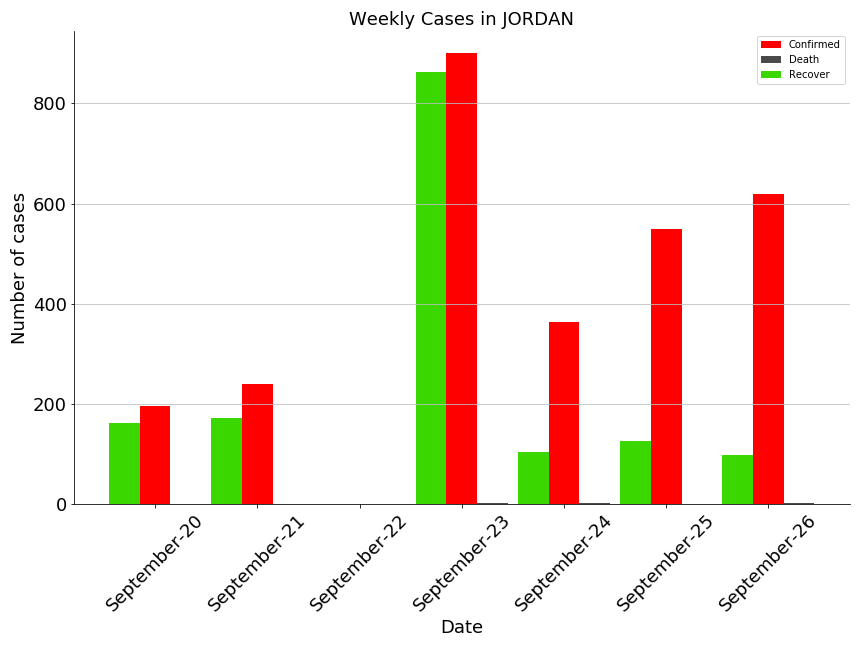 Weekly Cases in JORDAN
Confirmed
Death
Recover
Number of cases
800
600
400
200
0
September-20
September-21
September-22
September-23
September-24
September-25
September-26
Date